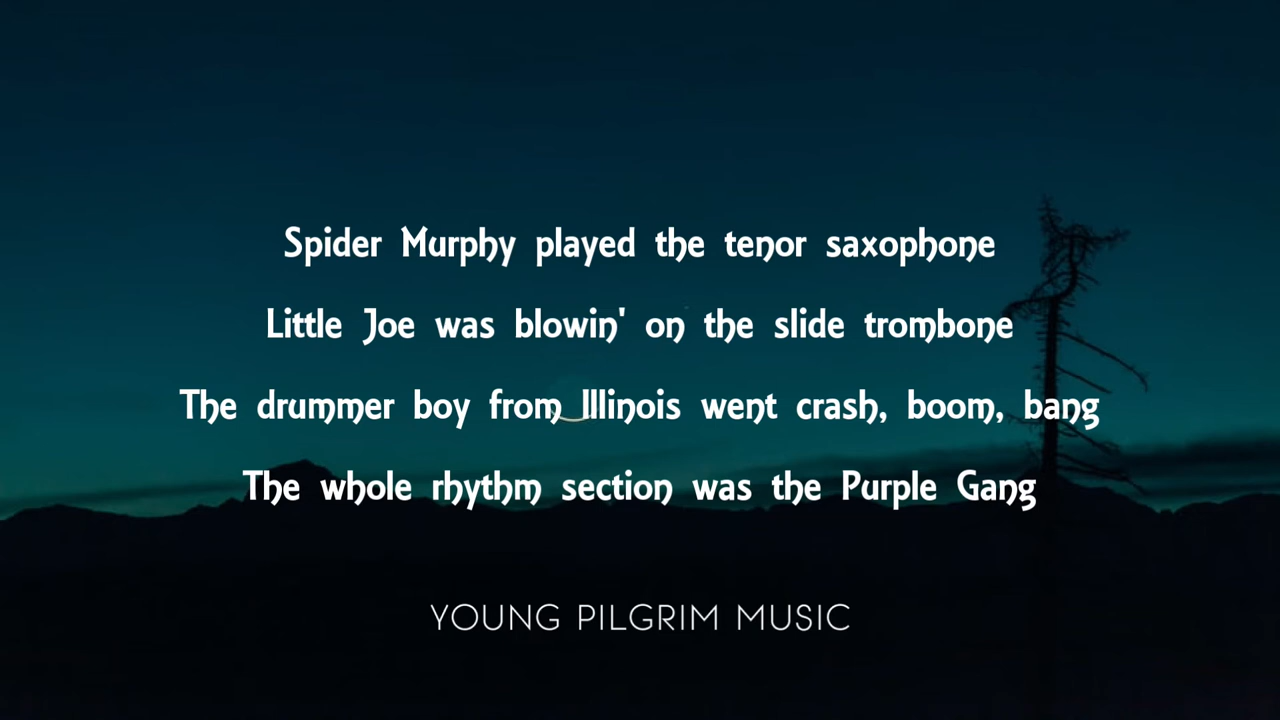 Spider Murphy played the tenor saxophone
Little Joe was blowin' on the slide trombone
The drummer boy from Illinois went crash, boom, bang
The whole rhythm section was the Purple Gang
YOUNG PILGRIM MUSIC